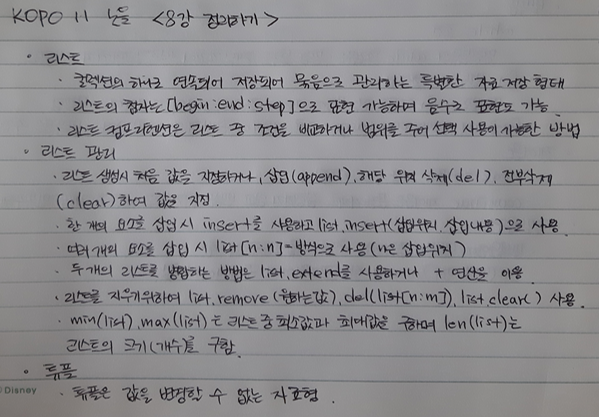 KOPO 11 노을 <8강 정리하기>
· 리스트
· 컬렉션의 하나로 연속되어 저장되어 묶음으로 관리하는 특별한 자료 저장 형태
· 리스트의 첨자는 [begin:end:step]으로 표현 가능하며 음수로 표현도 가능
· 리스트 컴프리헨션은 리스트 중 조건을 비교하거나 범위를 주어 선택 사용이 가능한 방법
· 리스트 관리
· 리스트 생성시 처음 값을 지정하거나, 삽입(append), 해당 위치 삭제(del), 전부삭제
(clear)하여 값을 지정.
· 한 개의 요소를 삽입 시 insert를 사용하고 list.insert(삽입위치, 삽입내용)으로 사용.
· 여러 개의 요소를 삽입 시 list[n:n]=방식으로 사용(n은 삽입위치)
· 두 개의 리스트를 병합하는 방법은 list.extend를 사용하거나 + 연산을 이용.
· 리스트를 지우기위하여 list.remove(원하는값), del(list[n:m]), list.clear() 사용.
· min(list), max(list)는 리스트 중 최소값과 최대값을 구하며 len(list)는
리스트의 크기(개수)를 구함.
· 튜플
· 튜플은 값을 변경할 수 없는 자료형.
©Disney